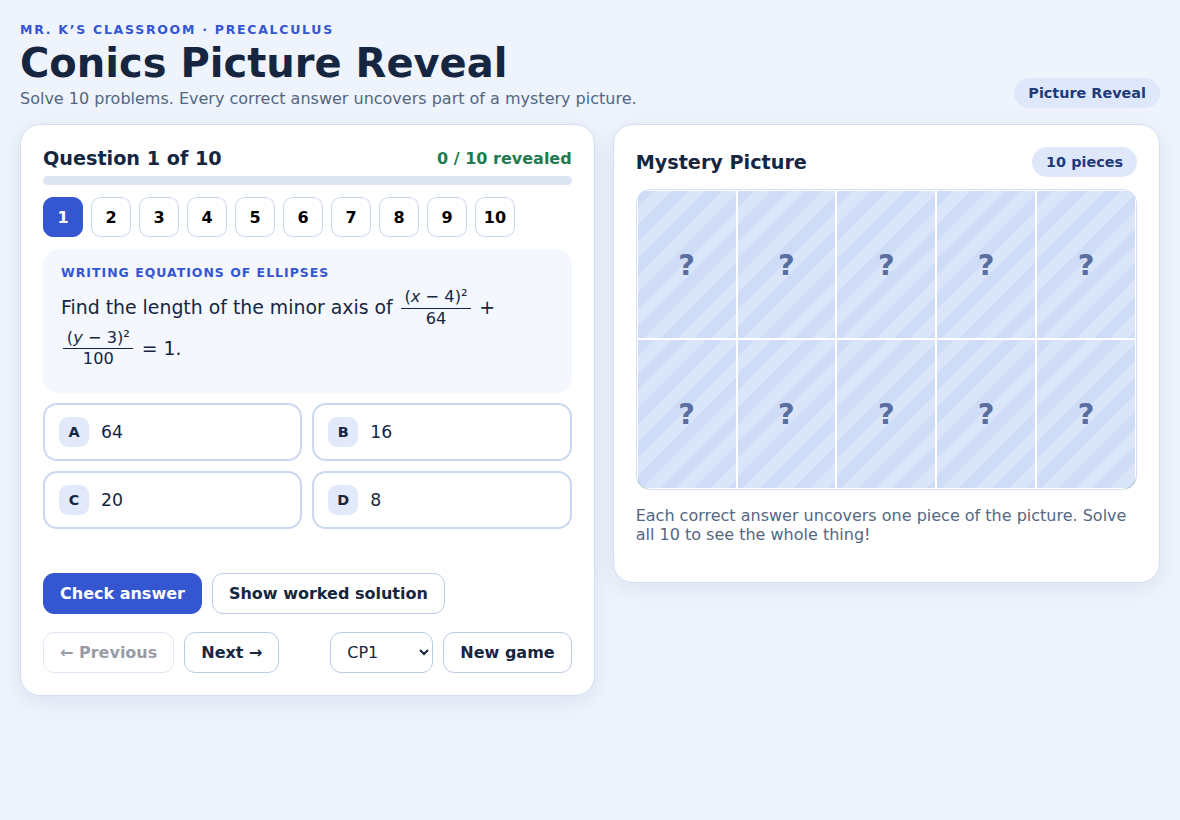 MR. K’S CLASSROOM · PRECALCULUS
Conics Picture Reveal
Solve 10 problems. Every correct answer uncovers part of a mystery picture.
Picture Reveal
Question 1 of 10
0 / 10 revealed
1 2 3 4 5 6 7 8 9 10
WRITING EQUATIONS OF ELLIPSES
Find the length of the minor axis of (x − 4)²/64 +
(y − 3)²/100 = 1.
A 64
B 16
C 20
D 8
Check answer
Show worked solution
← Previous
Next →
CP1
New game
Mystery Picture
10 pieces
? ? ? ? ?
? ? ? ? ?
Each correct answer uncovers one piece of the picture. Solve
all 10 to see the whole thing!